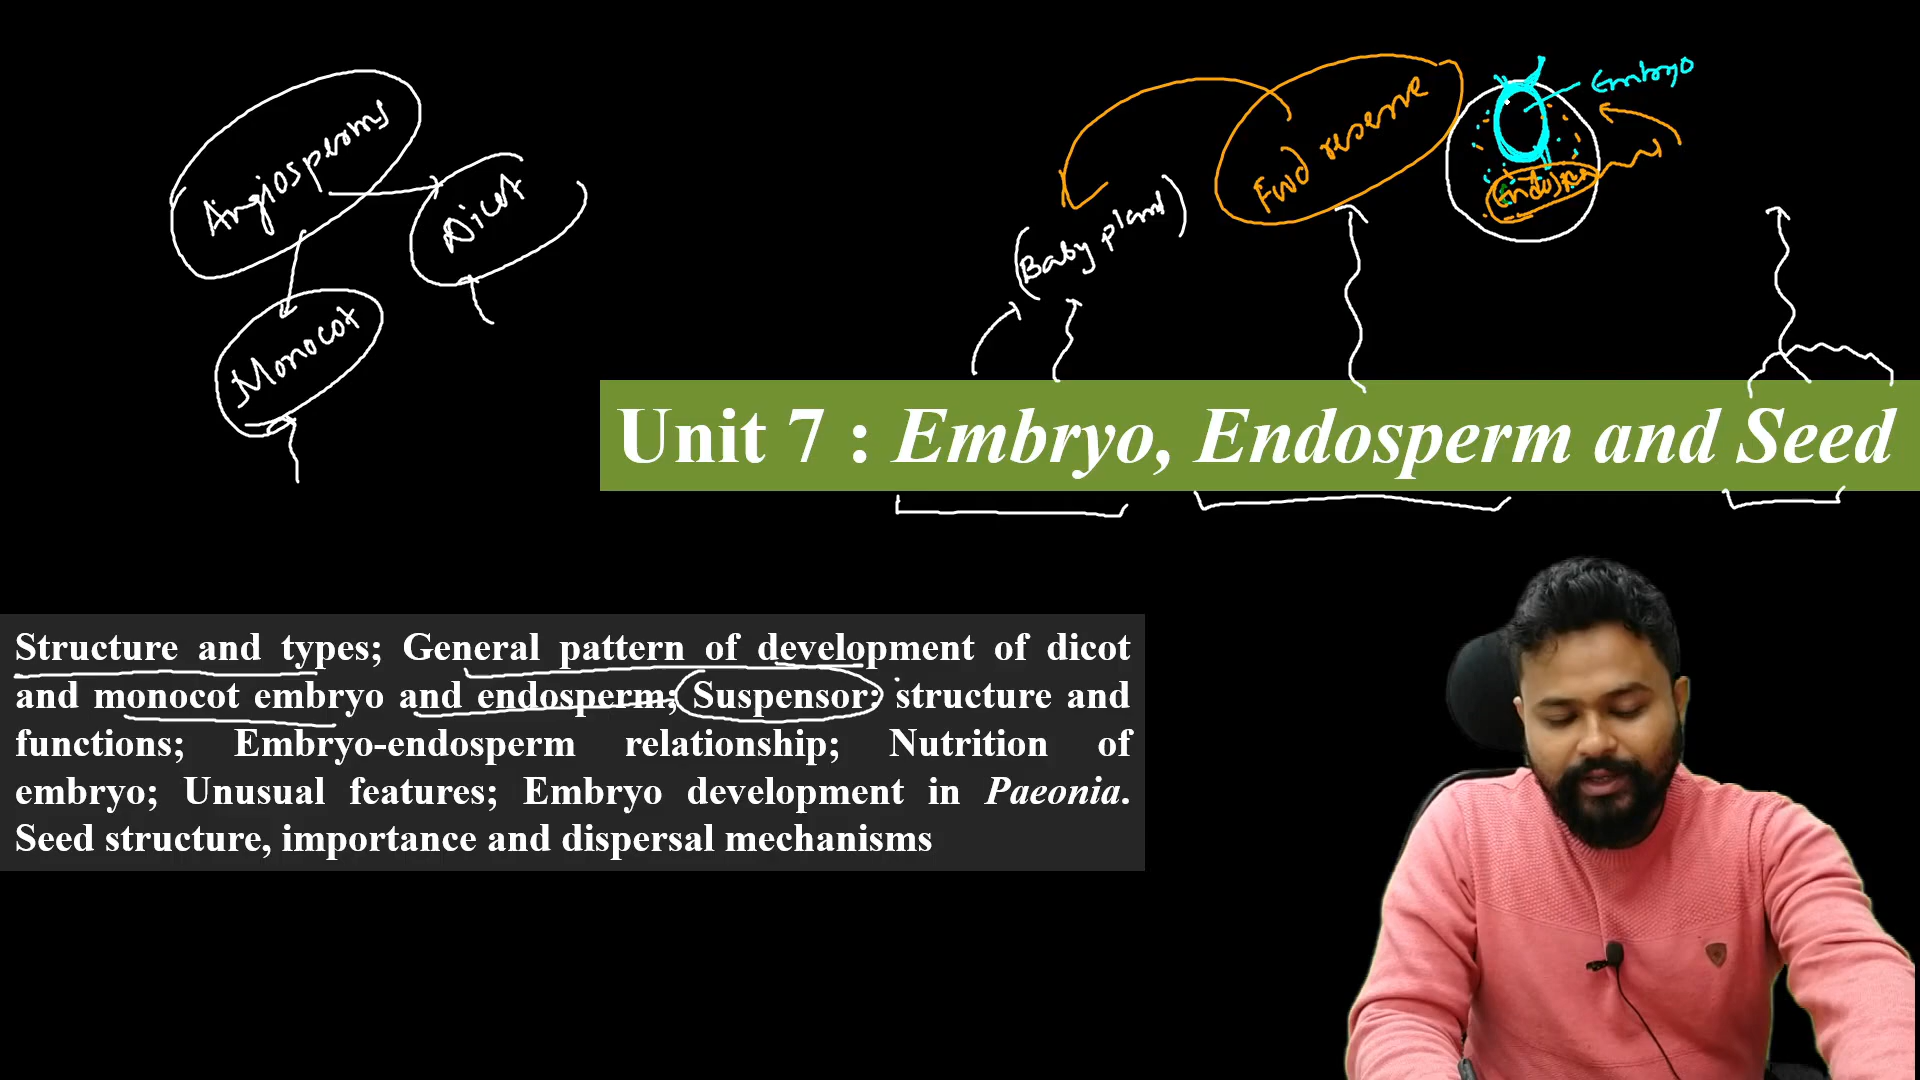 Angiosperms
Dicot
Monocot
(Baby plant)
Food reserve
Embryo
Unit 7 : Embryo, Endosperm and Seed
Structure and types; General pattern of development of dicot
and monocot embryo and endosperm; Suspensor: structure and
functions; Embryo-endosperm relationship; Nutrition of
embryo; Unusual features; Embryo development in Paeonia.
Seed structure, importance and dispersal mechanisms